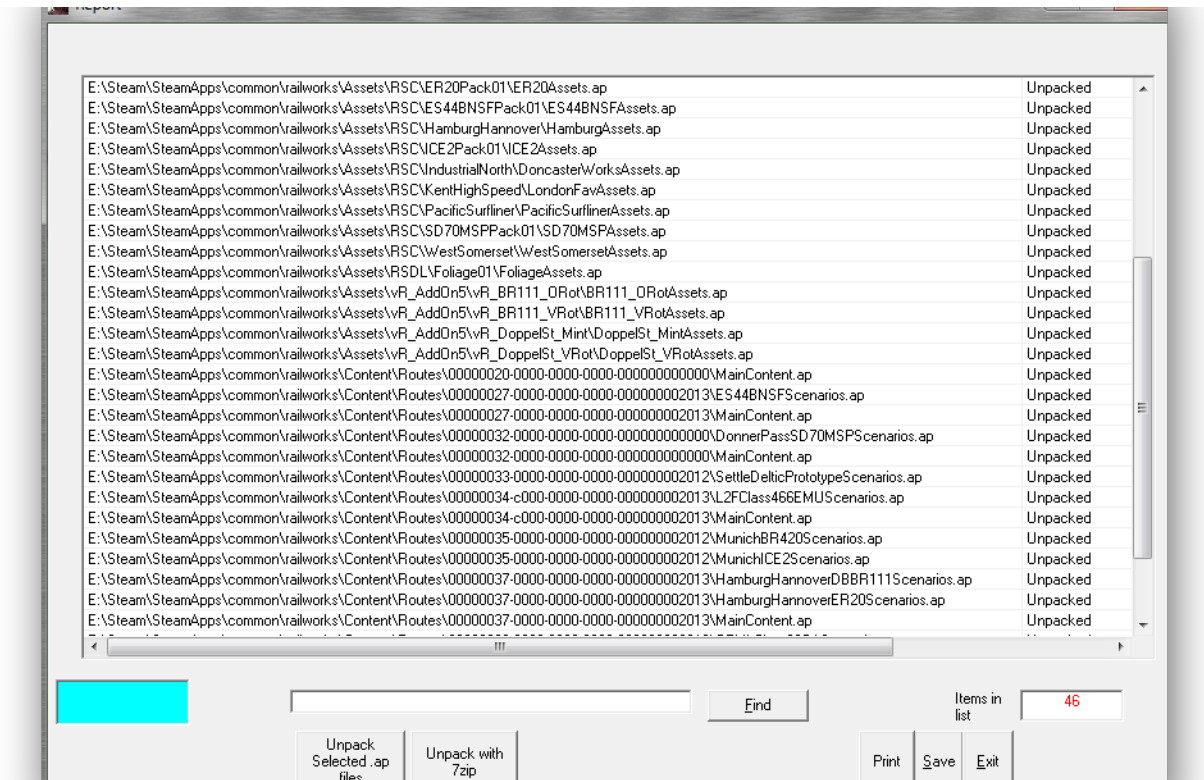 Report
E:\Steam\SteamApps\common\railworks\Assets\RSC\ER20Pack01\ER20Assets.ap Unpacked
E:\Steam\SteamApps\common\railworks\Assets\RSC\ES44BNSFPack01\ES44BNSFAssets.ap Unpacked
E:\Steam\SteamApps\common\railworks\Assets\RSC\HamburgHannover\HamburgAssets.ap Unpacked
E:\Steam\SteamApps\common\railworks\Assets\RSC\ICE2Pack01\ICE2Assets.ap Unpacked
E:\Steam\SteamApps\common\railworks\Assets\RSC\IndustrialNorth\DoncasterWorksAssets.ap Unpacked
E:\Steam\SteamApps\common\railworks\Assets\RSC\KentHighSpeed\LondonFavAssets.ap Unpacked
E:\Steam\SteamApps\common\railworks\Assets\RSC\PacificSurfliner\PacificSurflinerAssets.ap Unpacked
E:\Steam\SteamApps\common\railworks\Assets\RSC\SD70MSPPack01\SD70MSPAssets.ap Unpacked
E:\Steam\SteamApps\common\railworks\Assets\RSC\WestSomerset\WestSomersetAssets.ap Unpacked
E:\Steam\SteamApps\common\railworks\Assets\RSDL\Foliage01\FoliageAssets.ap Unpacked
E:\Steam\SteamApps\common\railworks\Assets\vR_AddOn5\vR_BR111_ORot\BR111_ORotAssets.ap Unpacked
E:\Steam\SteamApps\common\railworks\Assets\vR_AddOn5\vR_BR111_VRot\BR111_VRotAssets.ap Unpacked
E:\Steam\SteamApps\common\railworks\Assets\vR_AddOn5\vR_DoppelSt_Mint\DoppelSt_MintAssets.ap Unpacked
E:\Steam\SteamApps\common\railworks\Assets\vR_AddOn5\vR_DoppelSt_VRot\DoppelSt_VRotAssets.ap Unpacked
E:\Steam\SteamApps\common\railworks\Content\Routes\00000020-0000-0000-0000-000000000000\MainContent.ap Unpacked
E:\Steam\SteamApps\common\railworks\Content\Routes\00000027-0000-0000-0000-000000002013\ES44BNSFScenarios.ap Unpacked
E:\Steam\SteamApps\common\railworks\Content\Routes\00000027-0000-0000-0000-000000002013\MainContent.ap Unpacked
E:\Steam\SteamApps\common\railworks\Content\Routes\00000032-0000-0000-0000-000000000000\DonnerPassSD70MSPScenarios.ap Unpacked
E:\Steam\SteamApps\common\railworks\Content\Routes\00000032-0000-0000-0000-000000000000\MainContent.ap Unpacked
E:\Steam\SteamApps\common\railworks\Content\Routes\00000033-0000-0000-0000-000000002012\SettleDelticPrototypeScenarios.ap Unpacked
E:\Steam\SteamApps\common\railworks\Content\Routes\00000034-c000-0000-0000-000000002013\L2FClass466EMUScenarios.ap Unpacked
E:\Steam\SteamApps\common\railworks\Content\Routes\00000034-c000-0000-0000-000000002013\MainContent.ap Unpacked
E:\Steam\SteamApps\common\railworks\Content\Routes\00000035-0000-0000-0000-000000002012\MunichBR420Scenarios.ap Unpacked
E:\Steam\SteamApps\common\railworks\Content\Routes\00000035-0000-0000-0000-000000002012\MunichICE2Scenarios.ap Unpacked
E:\Steam\SteamApps\common\railworks\Content\Routes\00000037-0000-0000-0000-000000002013\HamburgHannoverDBBR111Scenarios.ap Unpacked
E:\Steam\SteamApps\common\railworks\Content\Routes\00000037-0000-0000-0000-000000002013\HamburgHannoverER20Scenarios.ap Unpacked
E:\Steam\SteamApps\common\railworks\Content\Routes\00000037-0000-0000-0000-000000002013\MainContent.ap Unpacked
Find
Items in
list
46
Unpack
Selected .ap
files
Unpack with
7zip
Print Save Exit